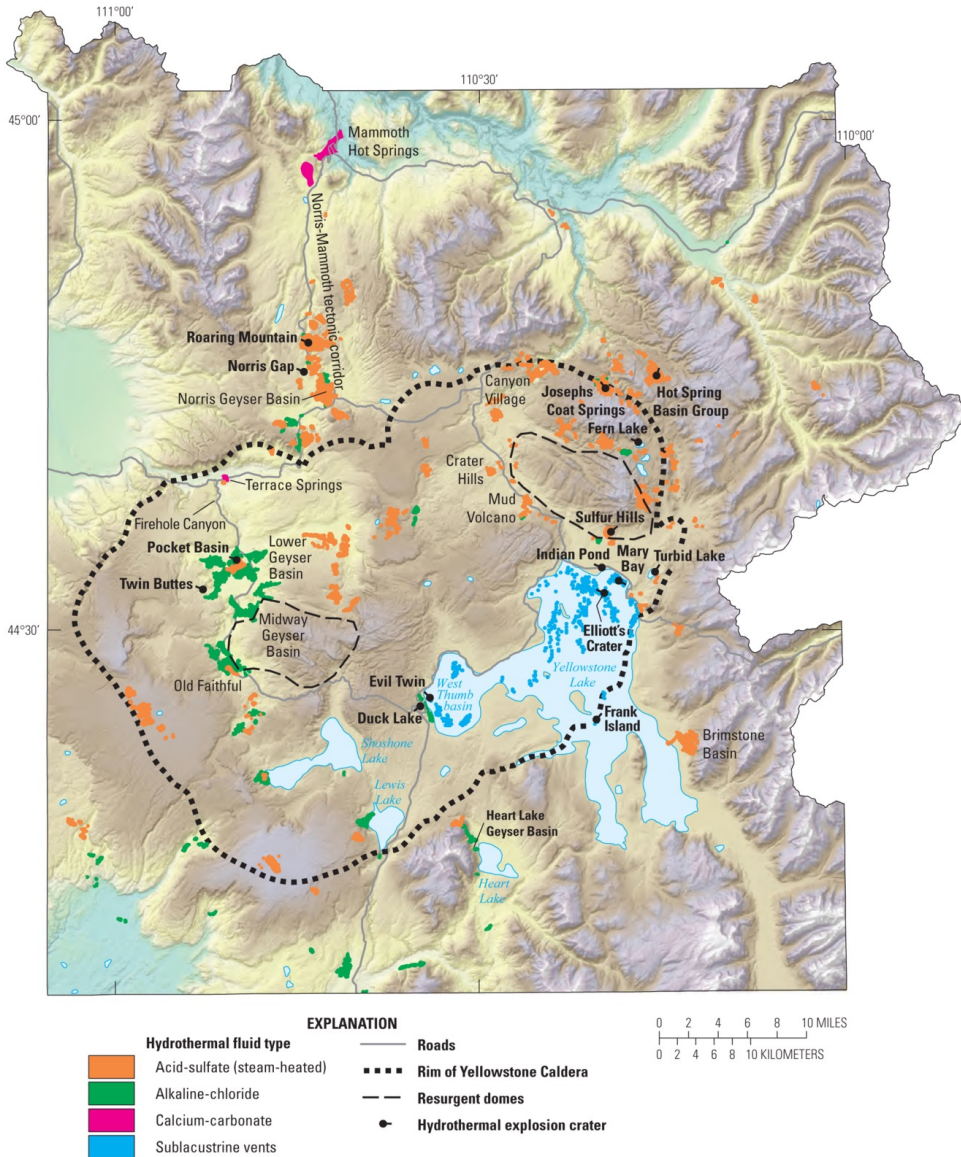 111°00'
110°30'
45°00'
110°00'
Mammoth
Hot Springs
Norris-Mammoth tectonic corridor
Roaring Mountain
Norris Gap
Norris Geyser Basin
Canyon
Village
Josephs
Coat Springs
Hot Spring
Basin Group
Fern Lake
Crater
Hills
Terrace Springs
Mud
Volcano
Firehole Canyon
Sulfur Hills
Pocket Basin
Lower
Geyser
Basin
Indian Pond
Mary
Bay
Turbid Lake
Twin Buttes
44°30'
Midway
Geyser
Basin
Elliott's
Crater
Old Faithful
Evil Twin
West
Thumb
basin
Yellowstone
Lake
Duck Lake
Frank
Island
Brimstone
Basin
Shoshone
Lake
Lewis
Lake
Heart Lake
Geyser Basin
Heart
Lake
EXPLANATION
Hydrothermal fluid type
Acid-sulfate (steam-heated)
Alkaline-chloride
Calcium-carbonate
Sublacustrine vents
Roads
Rim of Yellowstone Caldera
Resurgent domes
Hydrothermal explosion crater
0 2 4 6 8 10 MILES
0 2 4 6 8 10 KILOMETERS